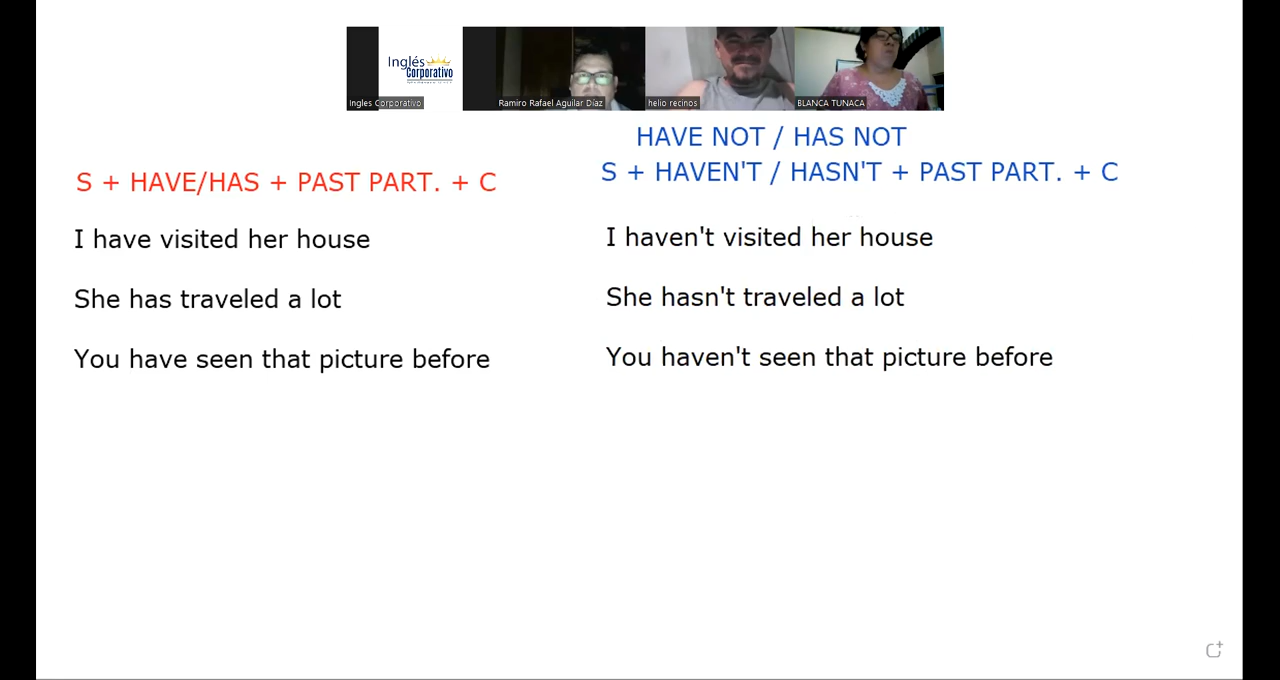 Inglés
Corporativo
Ingles Corporativo
Ramiro Rafael Aguilar Díaz
helio recinos
BLANCA TUNACA
HAVE NOT / HAS NOT
S + HAVE/HAS + PAST PART. + C
S + HAVEN'T / HASN'T + PAST PART. + C
I have visited her house
I haven't visited her house
She has traveled a lot
She hasn't traveled a lot
You have seen that picture before
You haven't seen that picture before